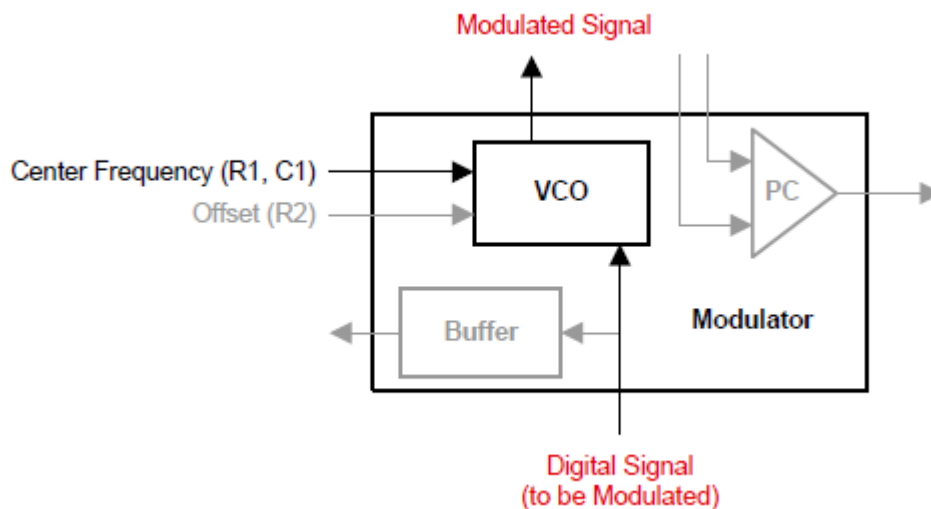 Modulated Signal
Center Frequency (R1, C1)
Offset (R2)
VCO
PC
Buffer
Modulator
Digital Signal
(to be Modulated)